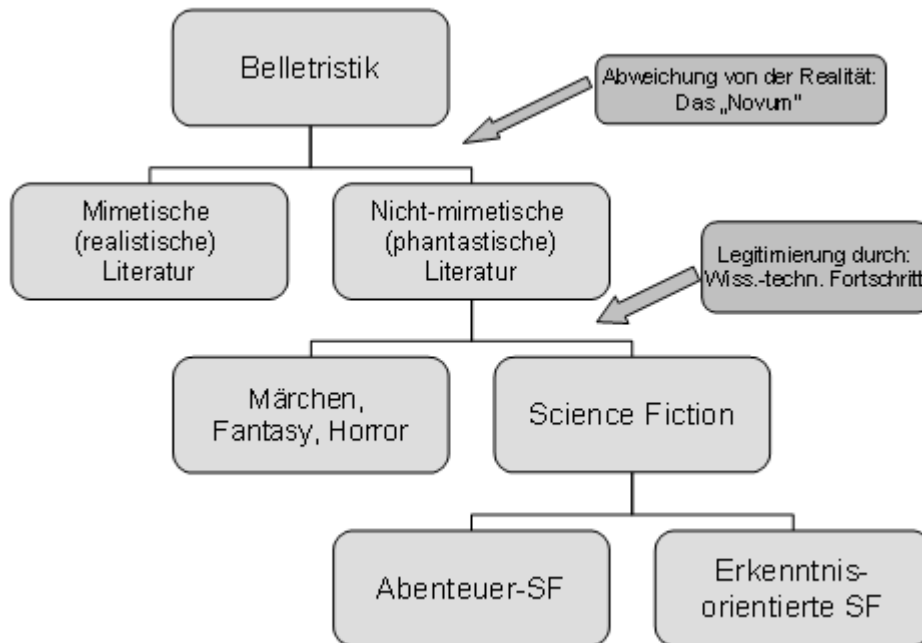 Belletristik
Abweichung von der Realität:
Das „Novum"
Mimetische
(realistische)
Literatur
Nicht-mimetische
(phantastische)
Literatur
Legitimierung durch:
Wiss.-techn. Fortschritt
Märchen,
Fantasy, Horror
Science Fiction
Abenteuer-SF
Erkenntnis-
orientierte SF